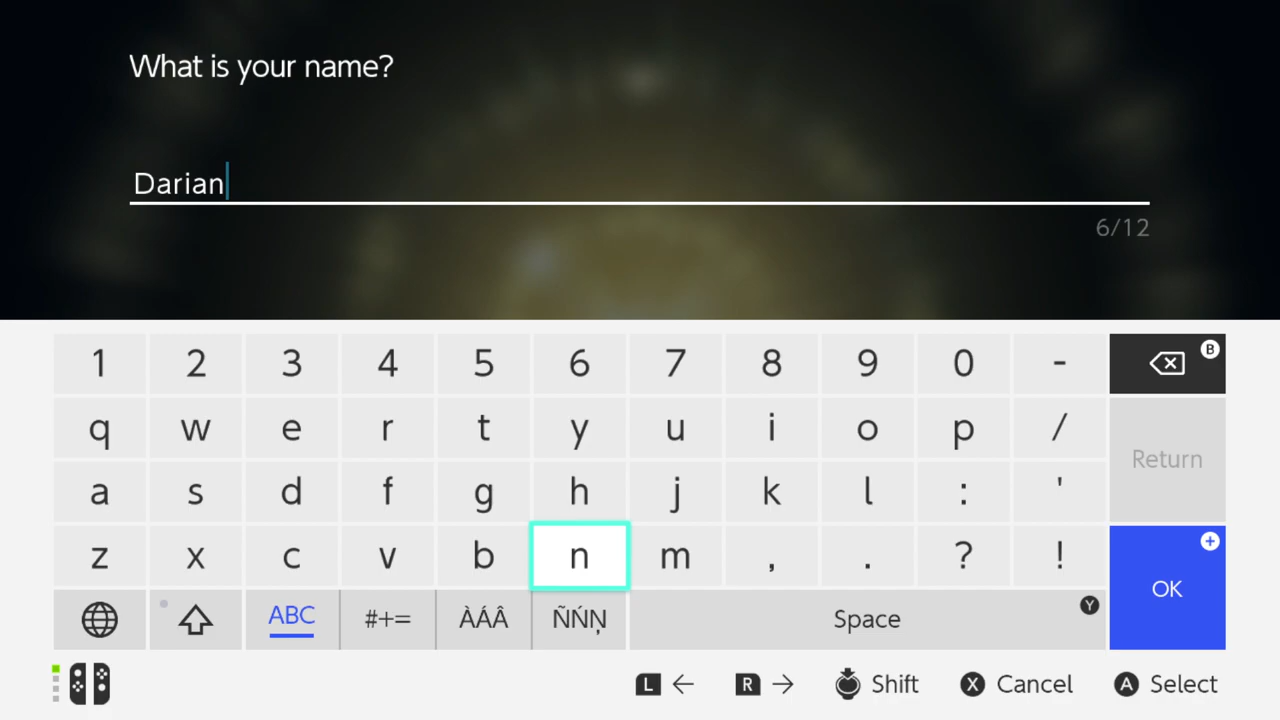 What is your name?
Darian
6/12
1 2 3 4 5 6 7 8 9 0 - B
q w e r t y u i o p /
Return
a s d f g h j k l : '
z x c v b n m , . ? ! +
OK
ABC #+= ÀÁÂ ÑŃŅ Space Y
L ← R → Shift X Cancel A Select